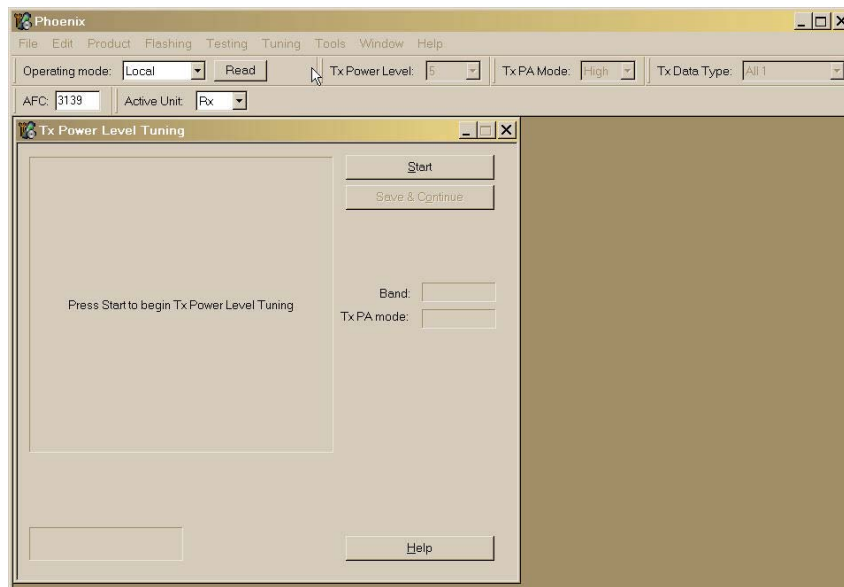 Phoenix
File Edit Product Flashing Testing Tuning Tools Window Help
Operating mode: Local Read Tx Power Level: 5 Tx PA Mode: High Tx Data Type: All 1
AFC: 3139 Active Unit: Rx
Tx Power Level Tuning
Start
Save & Continue
Band:
Press Start to begin Tx Power Level Tuning
Tx PA mode:
Help